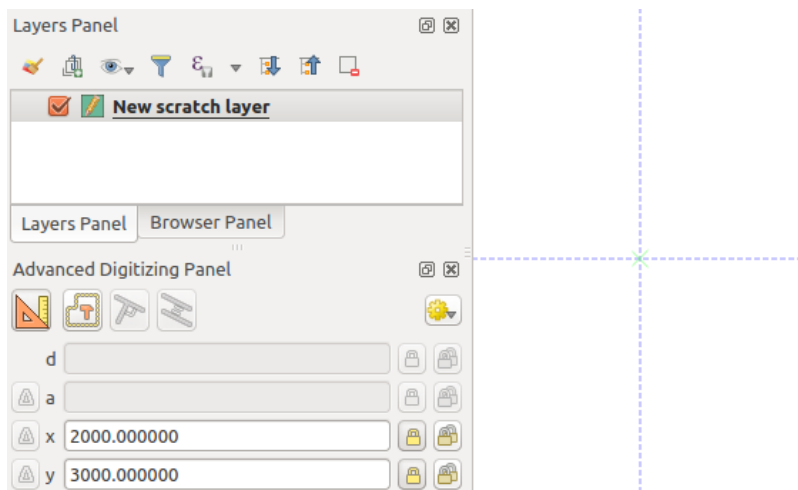 Layers Panel
New scratch layer
Layers Panel Browser Panel
Advanced Digitizing Panel
d
a
x 2000.000000
y 3000.000000